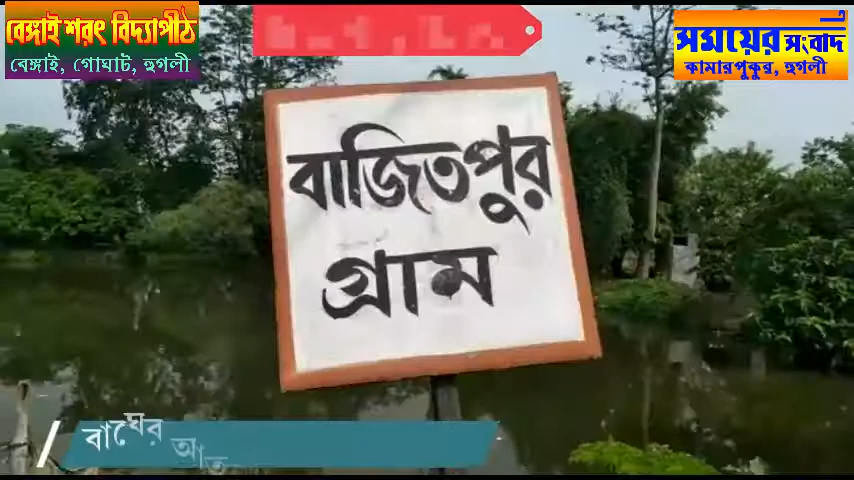 বেঙ্গাই শরৎ বিদ্যাপীঠ
বেঙ্গাই, গোঘাট, হুগলী
সময়ের সংবাদ
কামারপুকুর, হুগলী
বাজিতপুর
গ্রাম
বাঘের